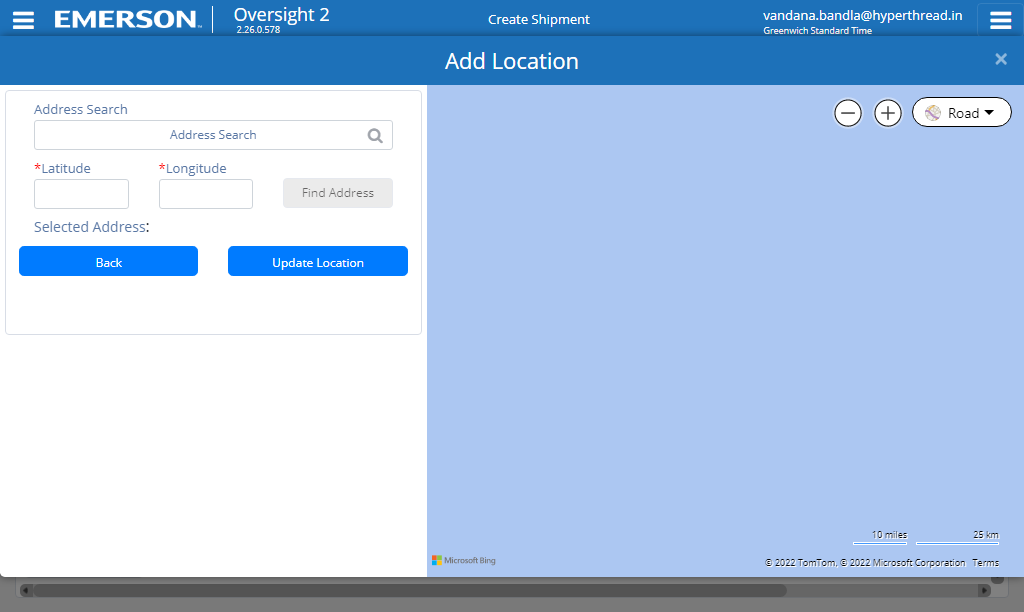 EMERSON
Oversight 2
2.26.0.578
Create Shipment
vandana.bandla@hyperthread.in
Greenwich Standard Time
Add Location
×
Address Search
Address Search
*Latitude
*Longitude
Find Address
Selected Address:
Back
Update Location
Road
10 miles
25 km
Microsoft Bing
© 2022 TomTom, © 2022 Microsoft Corporation Terms